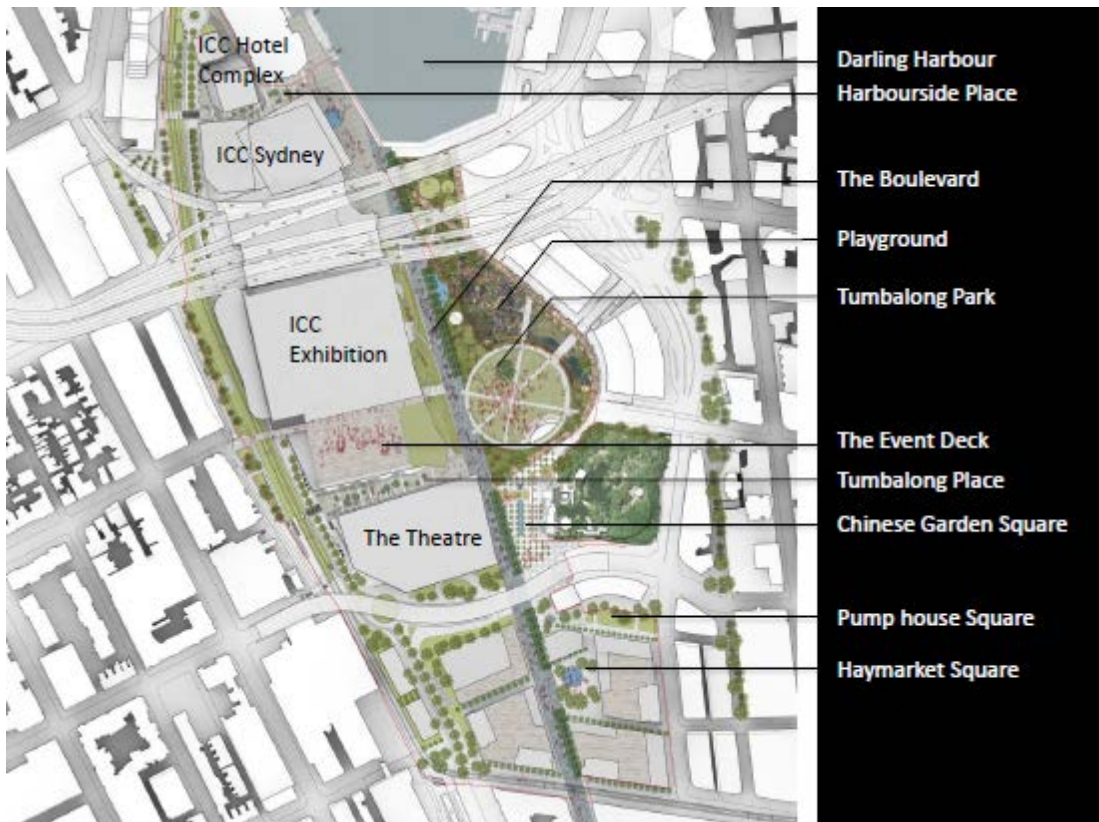 ICC Hotel
Complex
ICC Sydney
ICC
Exhibition
The Theatre
Darling Harbour
Harbourside Place
The Boulevard
Playground
Tumbalong Park
The Event Deck
Tumbalong Place
Chinese Garden Square
Pump house Square
Haymarket Square